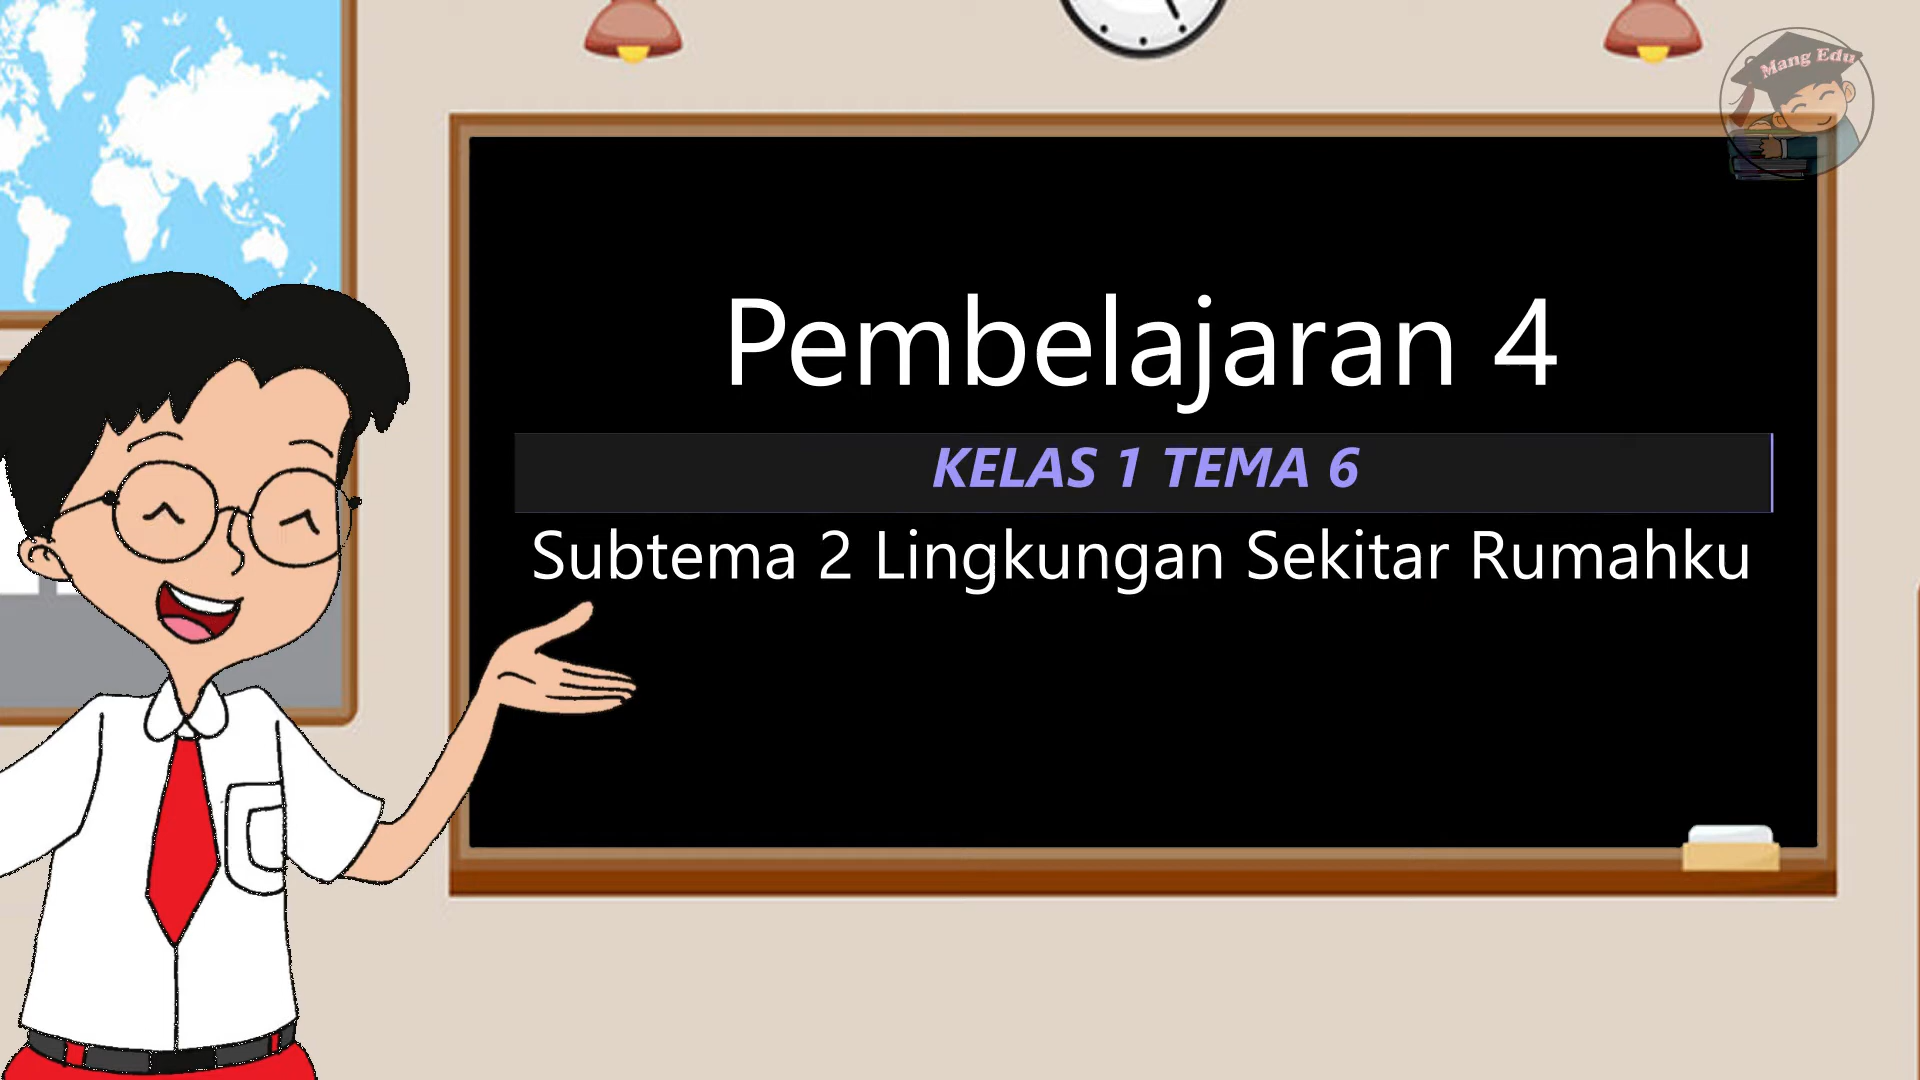 Mang Edu
Pembelajaran 4
KELAS 1 TEMA 6
Subtema 2 Lingkungan Sekitar Rumahku